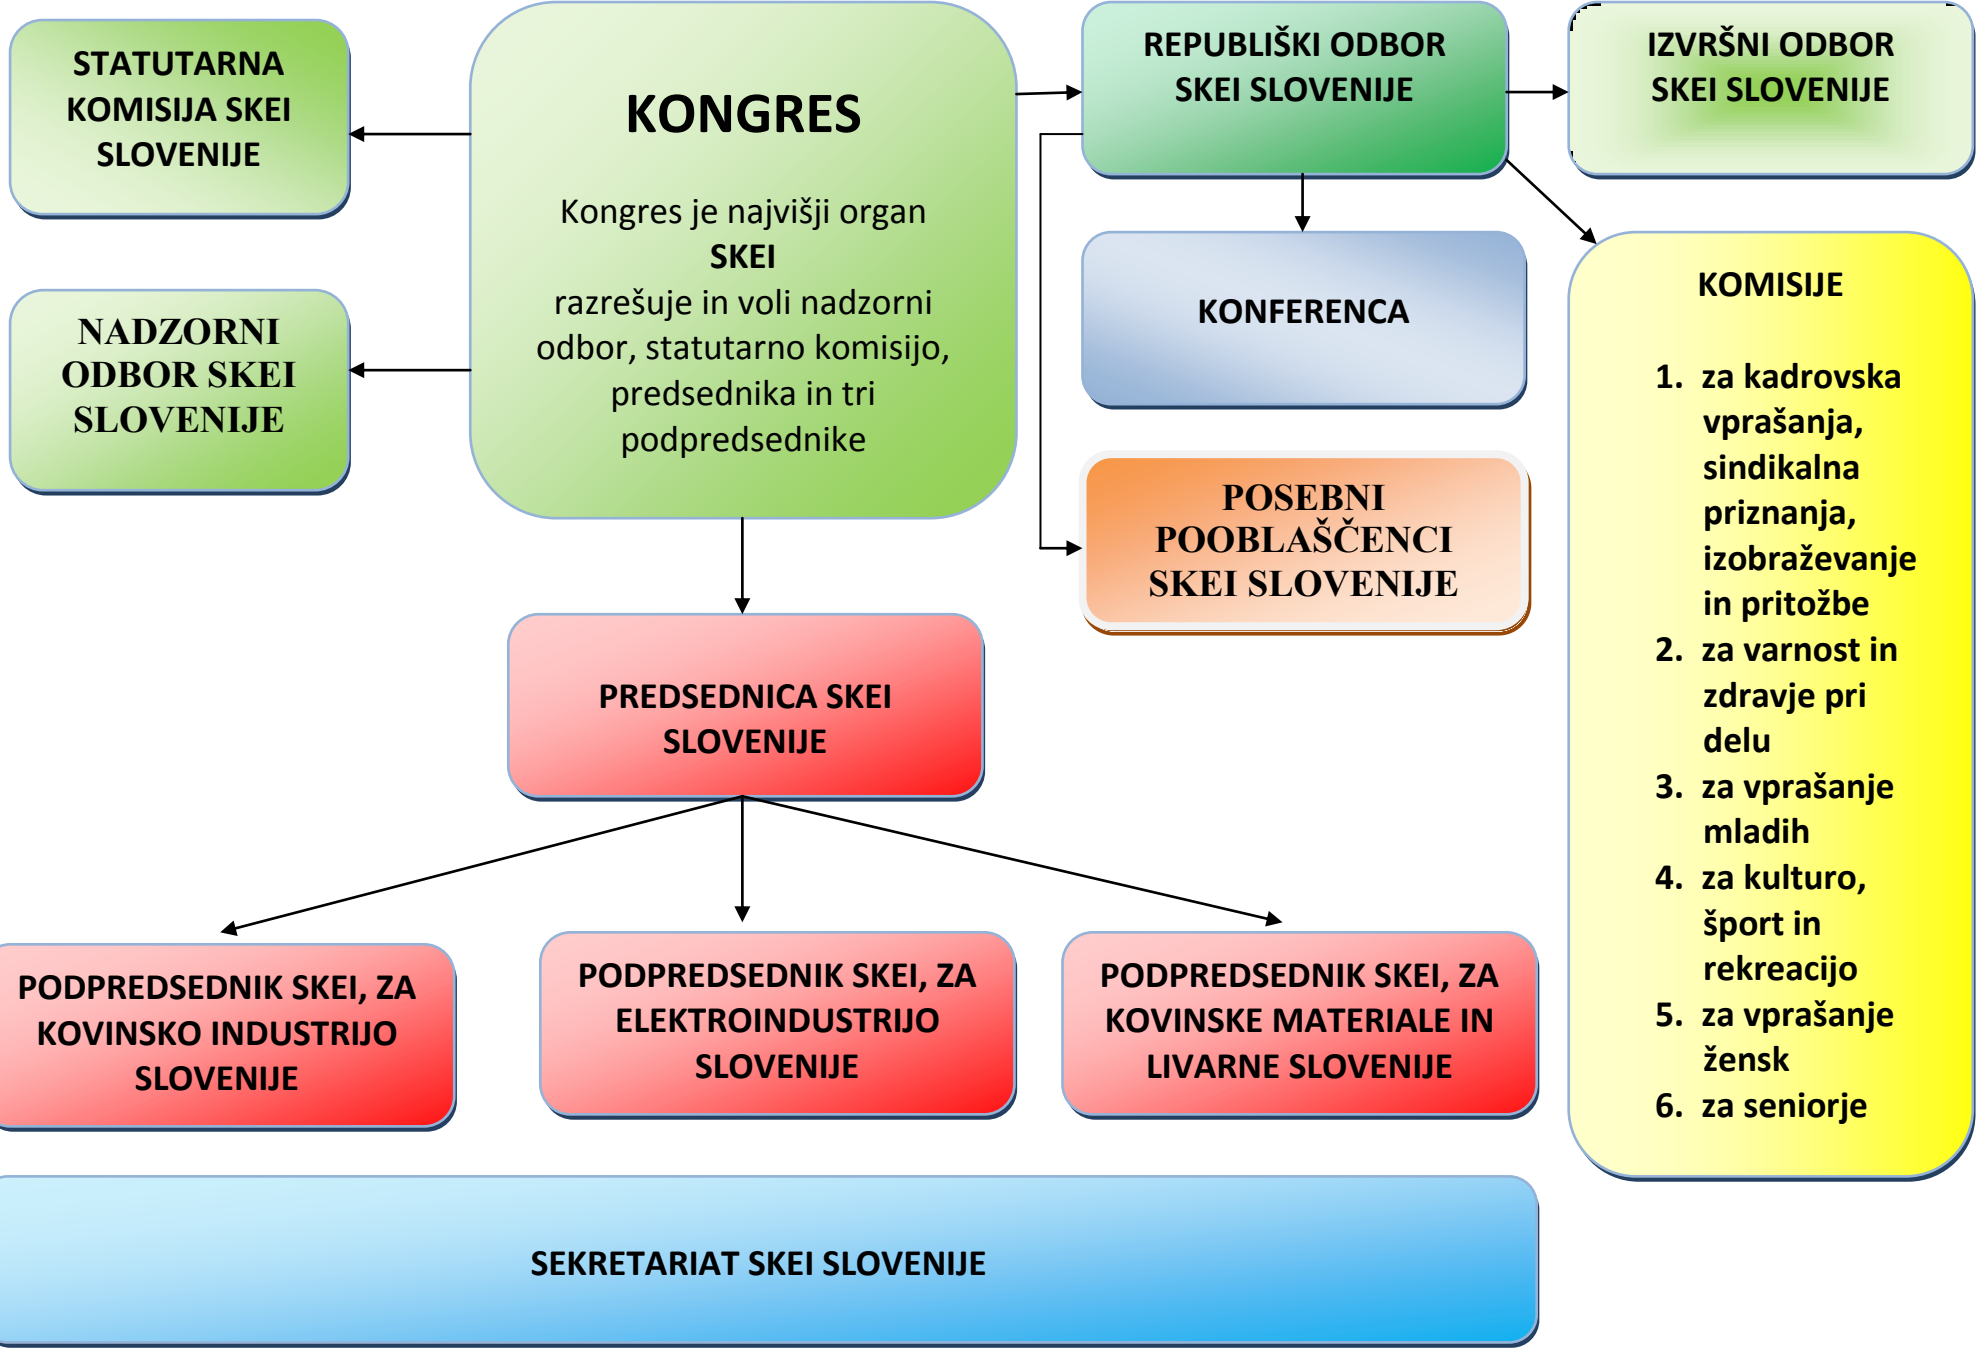 STATUTARNA
KOMISIJA SKEI
SLOVENIJE
NADZORNI
ODBOR SKEI
SLOVENIJE
KONGRES
Kongres je najvišji organ
SKEI
razrešuje in voli nadzorni
odbor, statutarno komisijo,
predsednika in tri
podpredsednike
REPUBLIŠKI ODBOR
SKEI SLOVENIJE
IZVRŠNI ODBOR
SKEI SLOVENIJE
KONFERENCA
POSEBNI
POOBLAŠČENCI
SKEI SLOVENIJE
KOMISIJE
1. za kadrovska
vprašanja,
sindikalna
priznanja,
izobraževanje
in pritožbe
2. za varnost in
zdravje pri
delu
3. za vprašanje
mladih
4. za kulturo,
šport in
rekreacijo
5. za vprašanje
žensk
6. za seniorje
PREDSEDNICA SKEI
SLOVENIJE
PODPREDSEDNIK SKEI, ZA
KOVINSKO INDUSTRIJO
SLOVENIJE
PODPREDSEDNIK SKEI, ZA
ELEKTROINDUSTRIJO
SLOVENIJE
PODPREDSEDNIK SKEI, ZA
KOVINSKE MATERIALE IN
LIVARNE SLOVENIJE
SEKRETARIAT SKEI SLOVENIJE